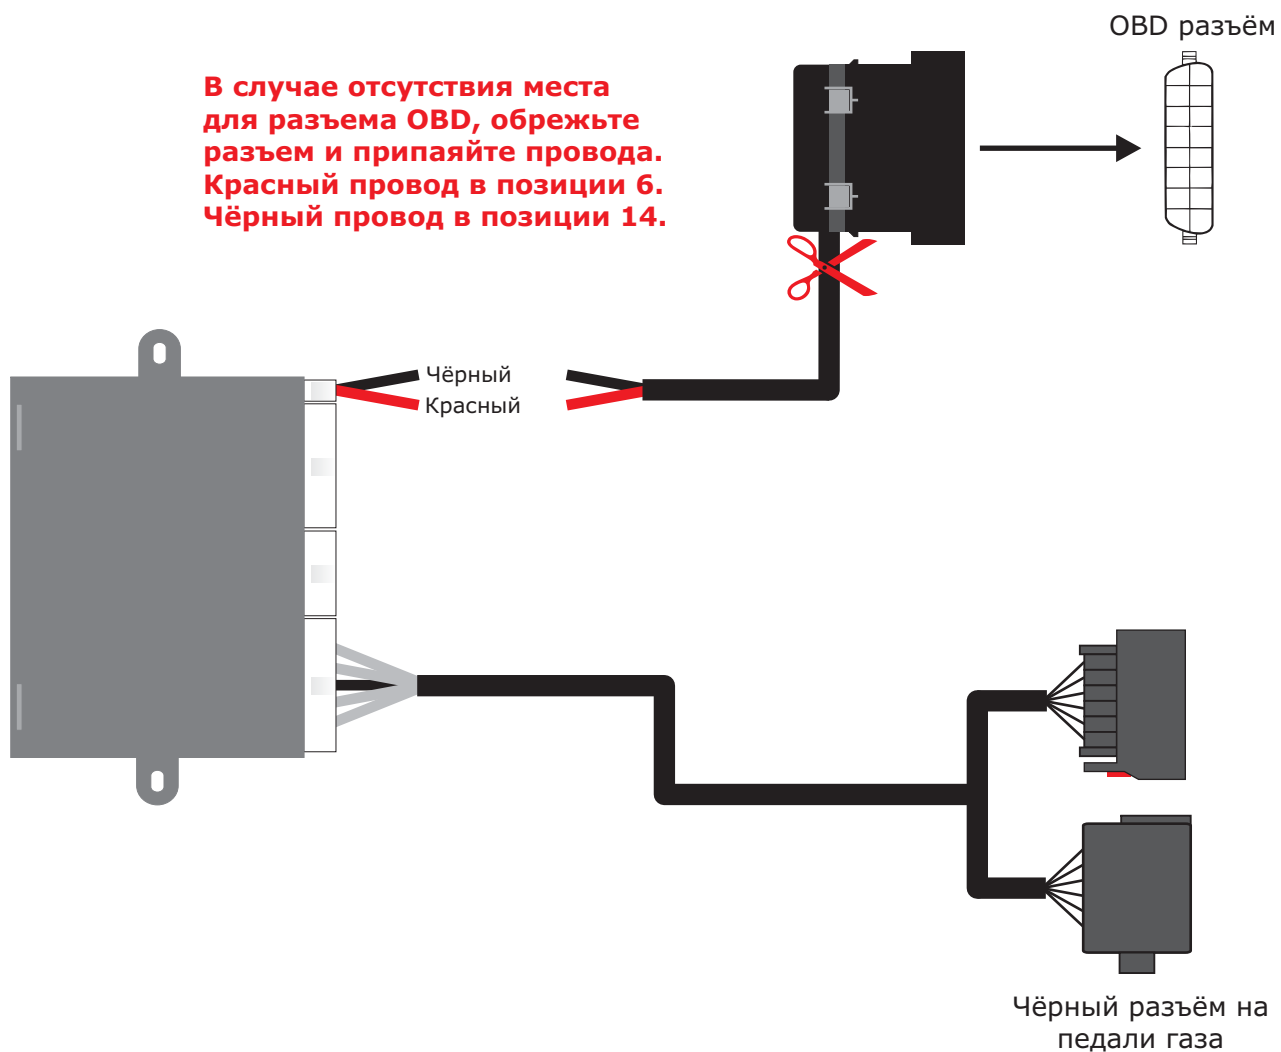 OBD разъём
В случае отсутствия места
для разъема OBD, обрежьте
разъем и припаяйте провода.
Красный провод в позиции 6.
Чёрный провод в позиции 14.
Чёрный
Красный
Чёрный разъём на
педали газа